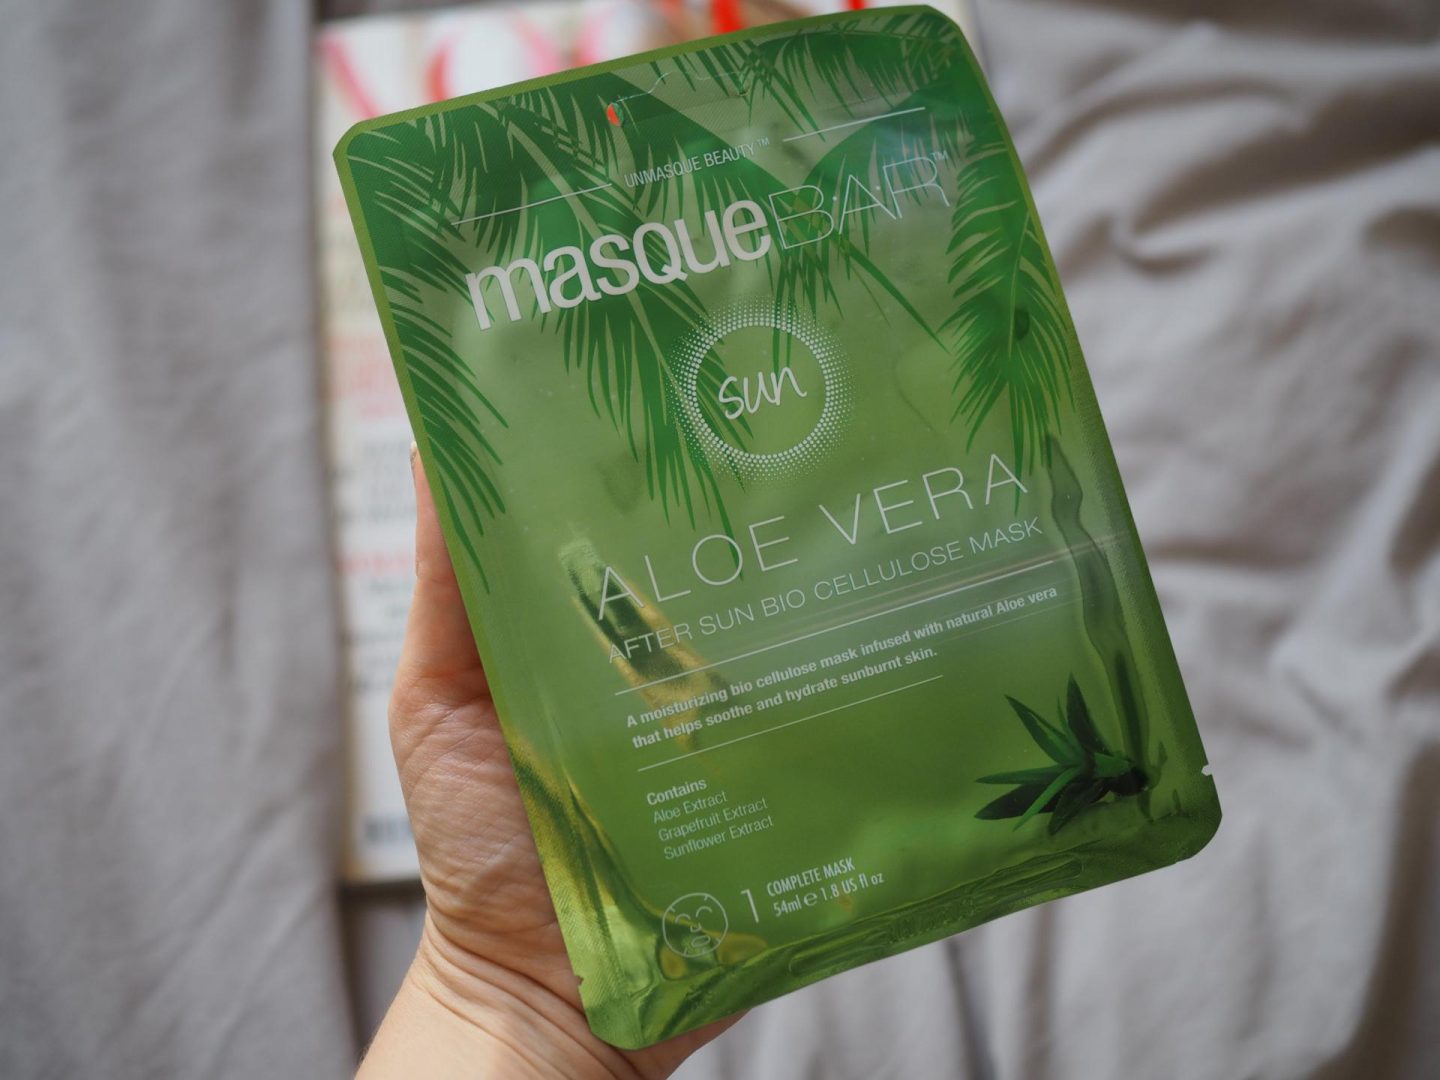 UNMASQUE BEAUTY™
masqueBAR™
sun
ALOE VERA
AFTER SUN BIO CELLULOSE MASK
A moisturizing bio cellulose mask infused with natural Aloe vera
that helps soothe and hydrate sunburnt skin.
Contains
Aloe Extract
Grapefruit Extract
Sunflower Extract
1 COMPLETE MASK
54ml e 1.8 US fl oz